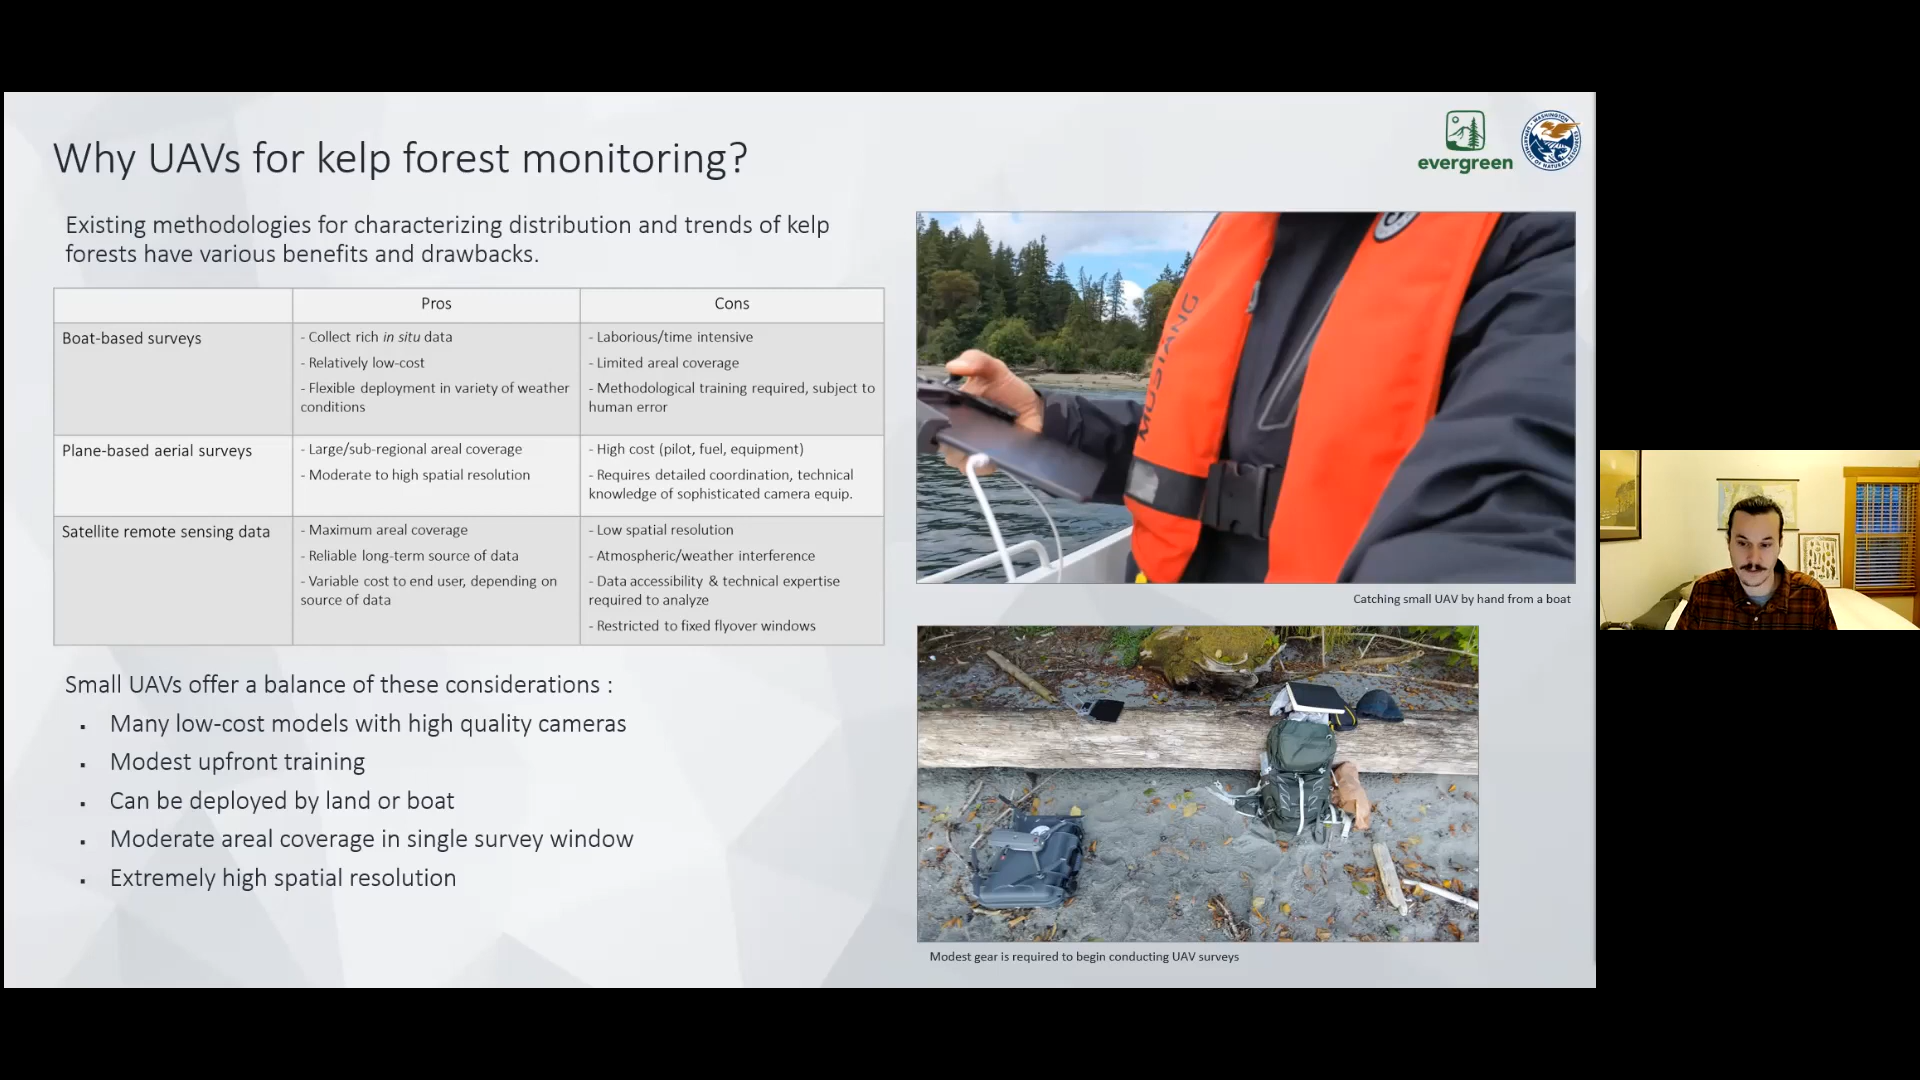 Why UAVs for kelp forest monitoring?
evergreen
Existing methodologies for characterizing distribution and trends of kelp
forests have various benefits and drawbacks.
Pros
Cons
Boat-based surveys
- Collect rich in situ data
- Relatively low-cost
- Flexible deployment in variety of weather
conditions
- Laborious/time intensive
- Limited areal coverage
- Methodological training required, subject to
human error
Plane-based aerial surveys
- Large/sub-regional areal coverage
- Moderate to high spatial resolution
- High cost (pilot, fuel, equipment)
- Requires detailed coordination, technical
knowledge of sophisticated camera equip.
Satellite remote sensing data
- Maximum areal coverage
- Reliable long-term source of data
- Variable cost to end user, depending on
source of data
- Low spatial resolution
- Atmospheric/weather interference
- Data accessibility & technical expertise
required to analyze
- Restricted to fixed flyover windows
Small UAVs offer a balance of these considerations :
▪ Many low-cost models with high quality cameras
▪ Modest upfront training
▪ Can be deployed by land or boat
▪ Moderate areal coverage in single survey window
▪ Extremely high spatial resolution
WASHINGTON
DEPARTMENT OF NATURAL RESOURCES
MUSTANG
Catching small UAV by hand from a boat
Modest gear is required to begin conducting UAV surveys